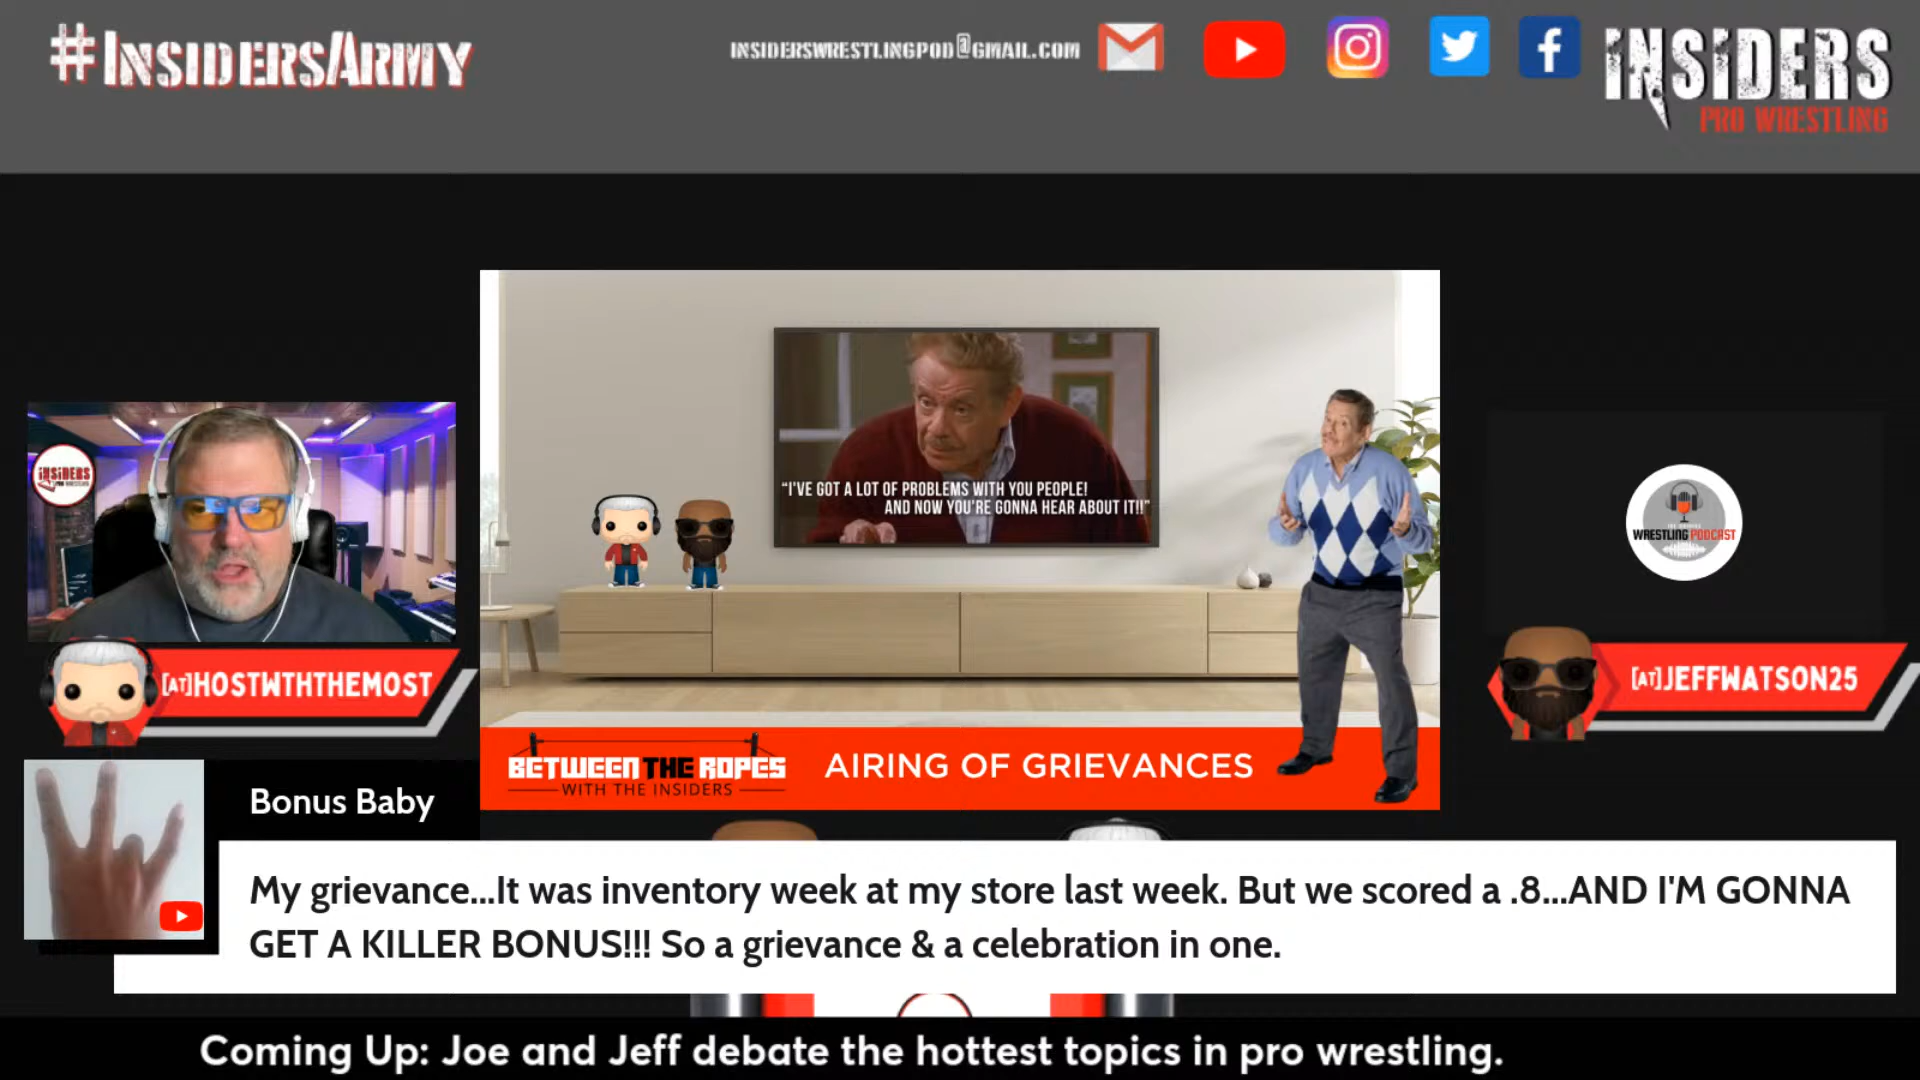 #INSIDERSARMY
INSIDERSWRESTLINGPOD@GMAIL.COM
INSIDERS
PRO WRESTLING
"I'VE GOT A LOT OF PROBLEMS WITH YOU PEOPLE!
AND NOW YOU'RE GONNA HEAR ABOUT IT!!"
INSIDERS
PRO WRESTLING
WRESTLING PODCAST
[AT]HOSTWTHTHEMOST
[AT]JEFFWATSON25
BETWEEN THE ROPES
WITH THE INSIDERS
AIRING OF GRIEVANCES
Bonus Baby
My grievance...It was inventory week at my store last week. But we scored a .8...AND I'M GONNA
GET A KILLER BONUS!!! So a grievance & a celebration in one.
Coming Up: Joe and Jeff debate the hottest topics in pro wrestling.